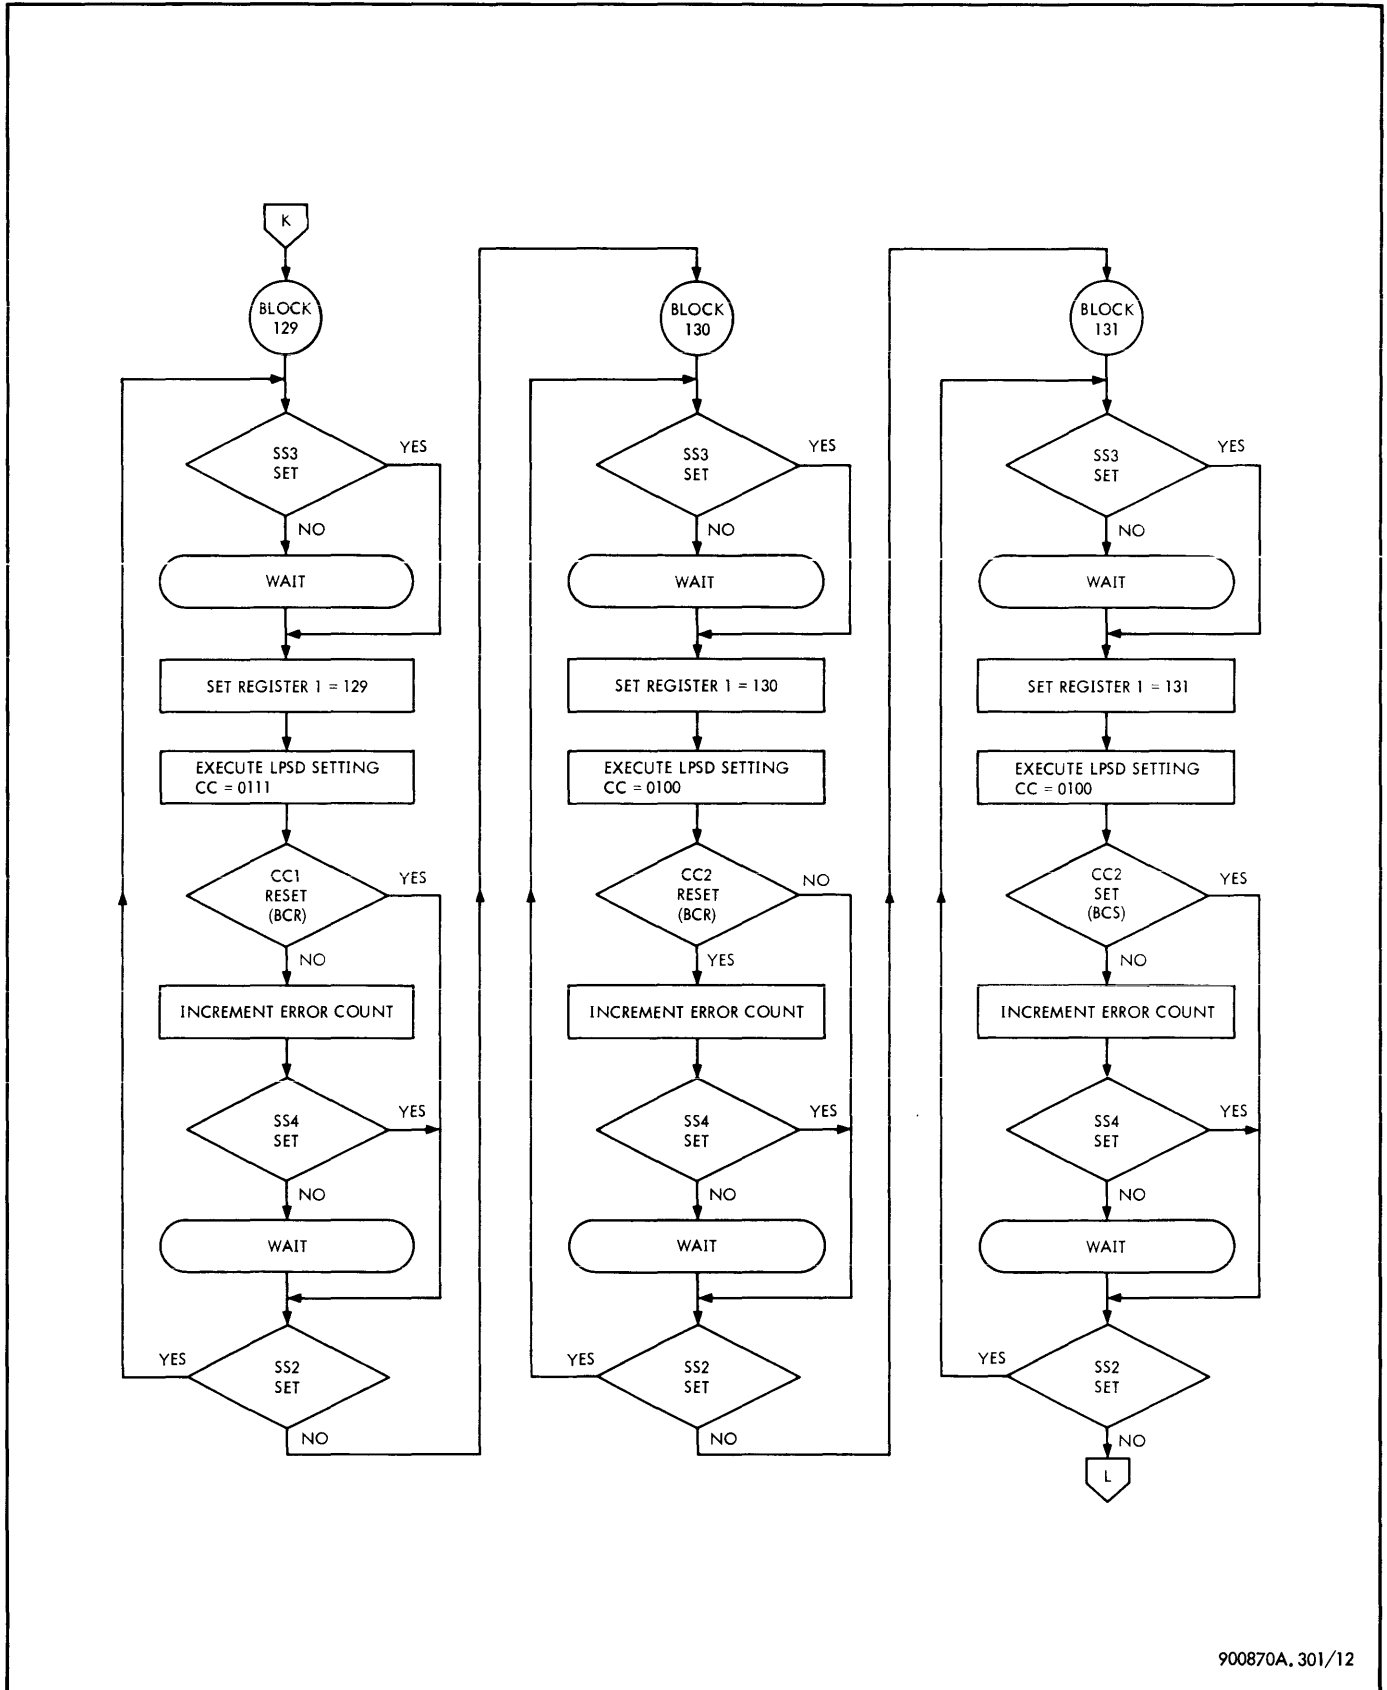 K
BLOCK
129
SS3
SET
YES
NO
WAIT
SET REGISTER 1 = 129
EXECUTE LPSD SETTING
CC = 0111
CC1
RESET
(BCR)
YES
NO
INCREMENT ERROR COUNT
SS4
SET
YES
NO
WAIT
SS2
SET
YES
NO
BLOCK
130
SS3
SET
YES
NO
WAIT
SET REGISTER 1 = 130
EXECUTE LPSD SETTING
CC = 0100
CC2
RESET
(BCR)
NO
YES
INCREMENT ERROR COUNT
SS4
SET
YES
NO
WAIT
SS2
SET
YES
NO
BLOCK
131
SS3
SET
YES
NO
WAIT
SET REGISTER 1 = 131
EXECUTE LPSD SETTING
CC = 0100
CC2
SET
(BCS)
YES
NO
INCREMENT ERROR COUNT
SS4
SET
YES
NO
WAIT
SS2
SET
YES
NO
L
900870A. 301/12